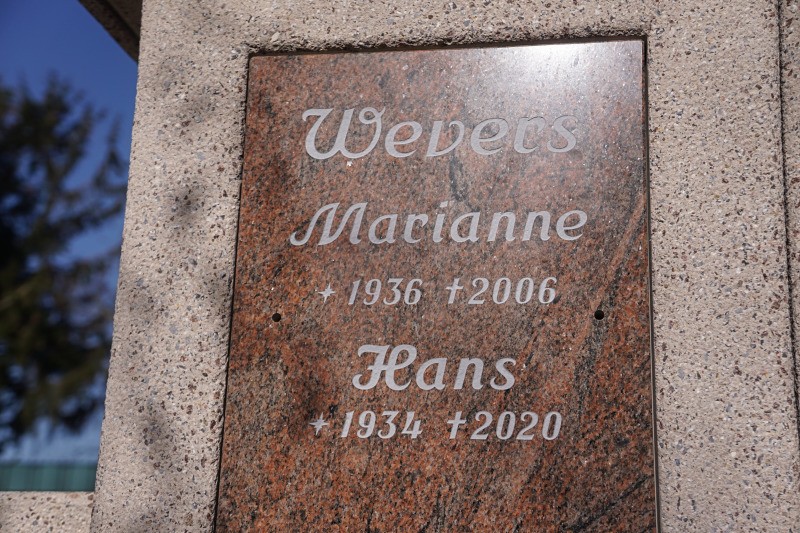 Wevers
Marianne
* 1936 † 2006
Hans
* 1934 † 2020